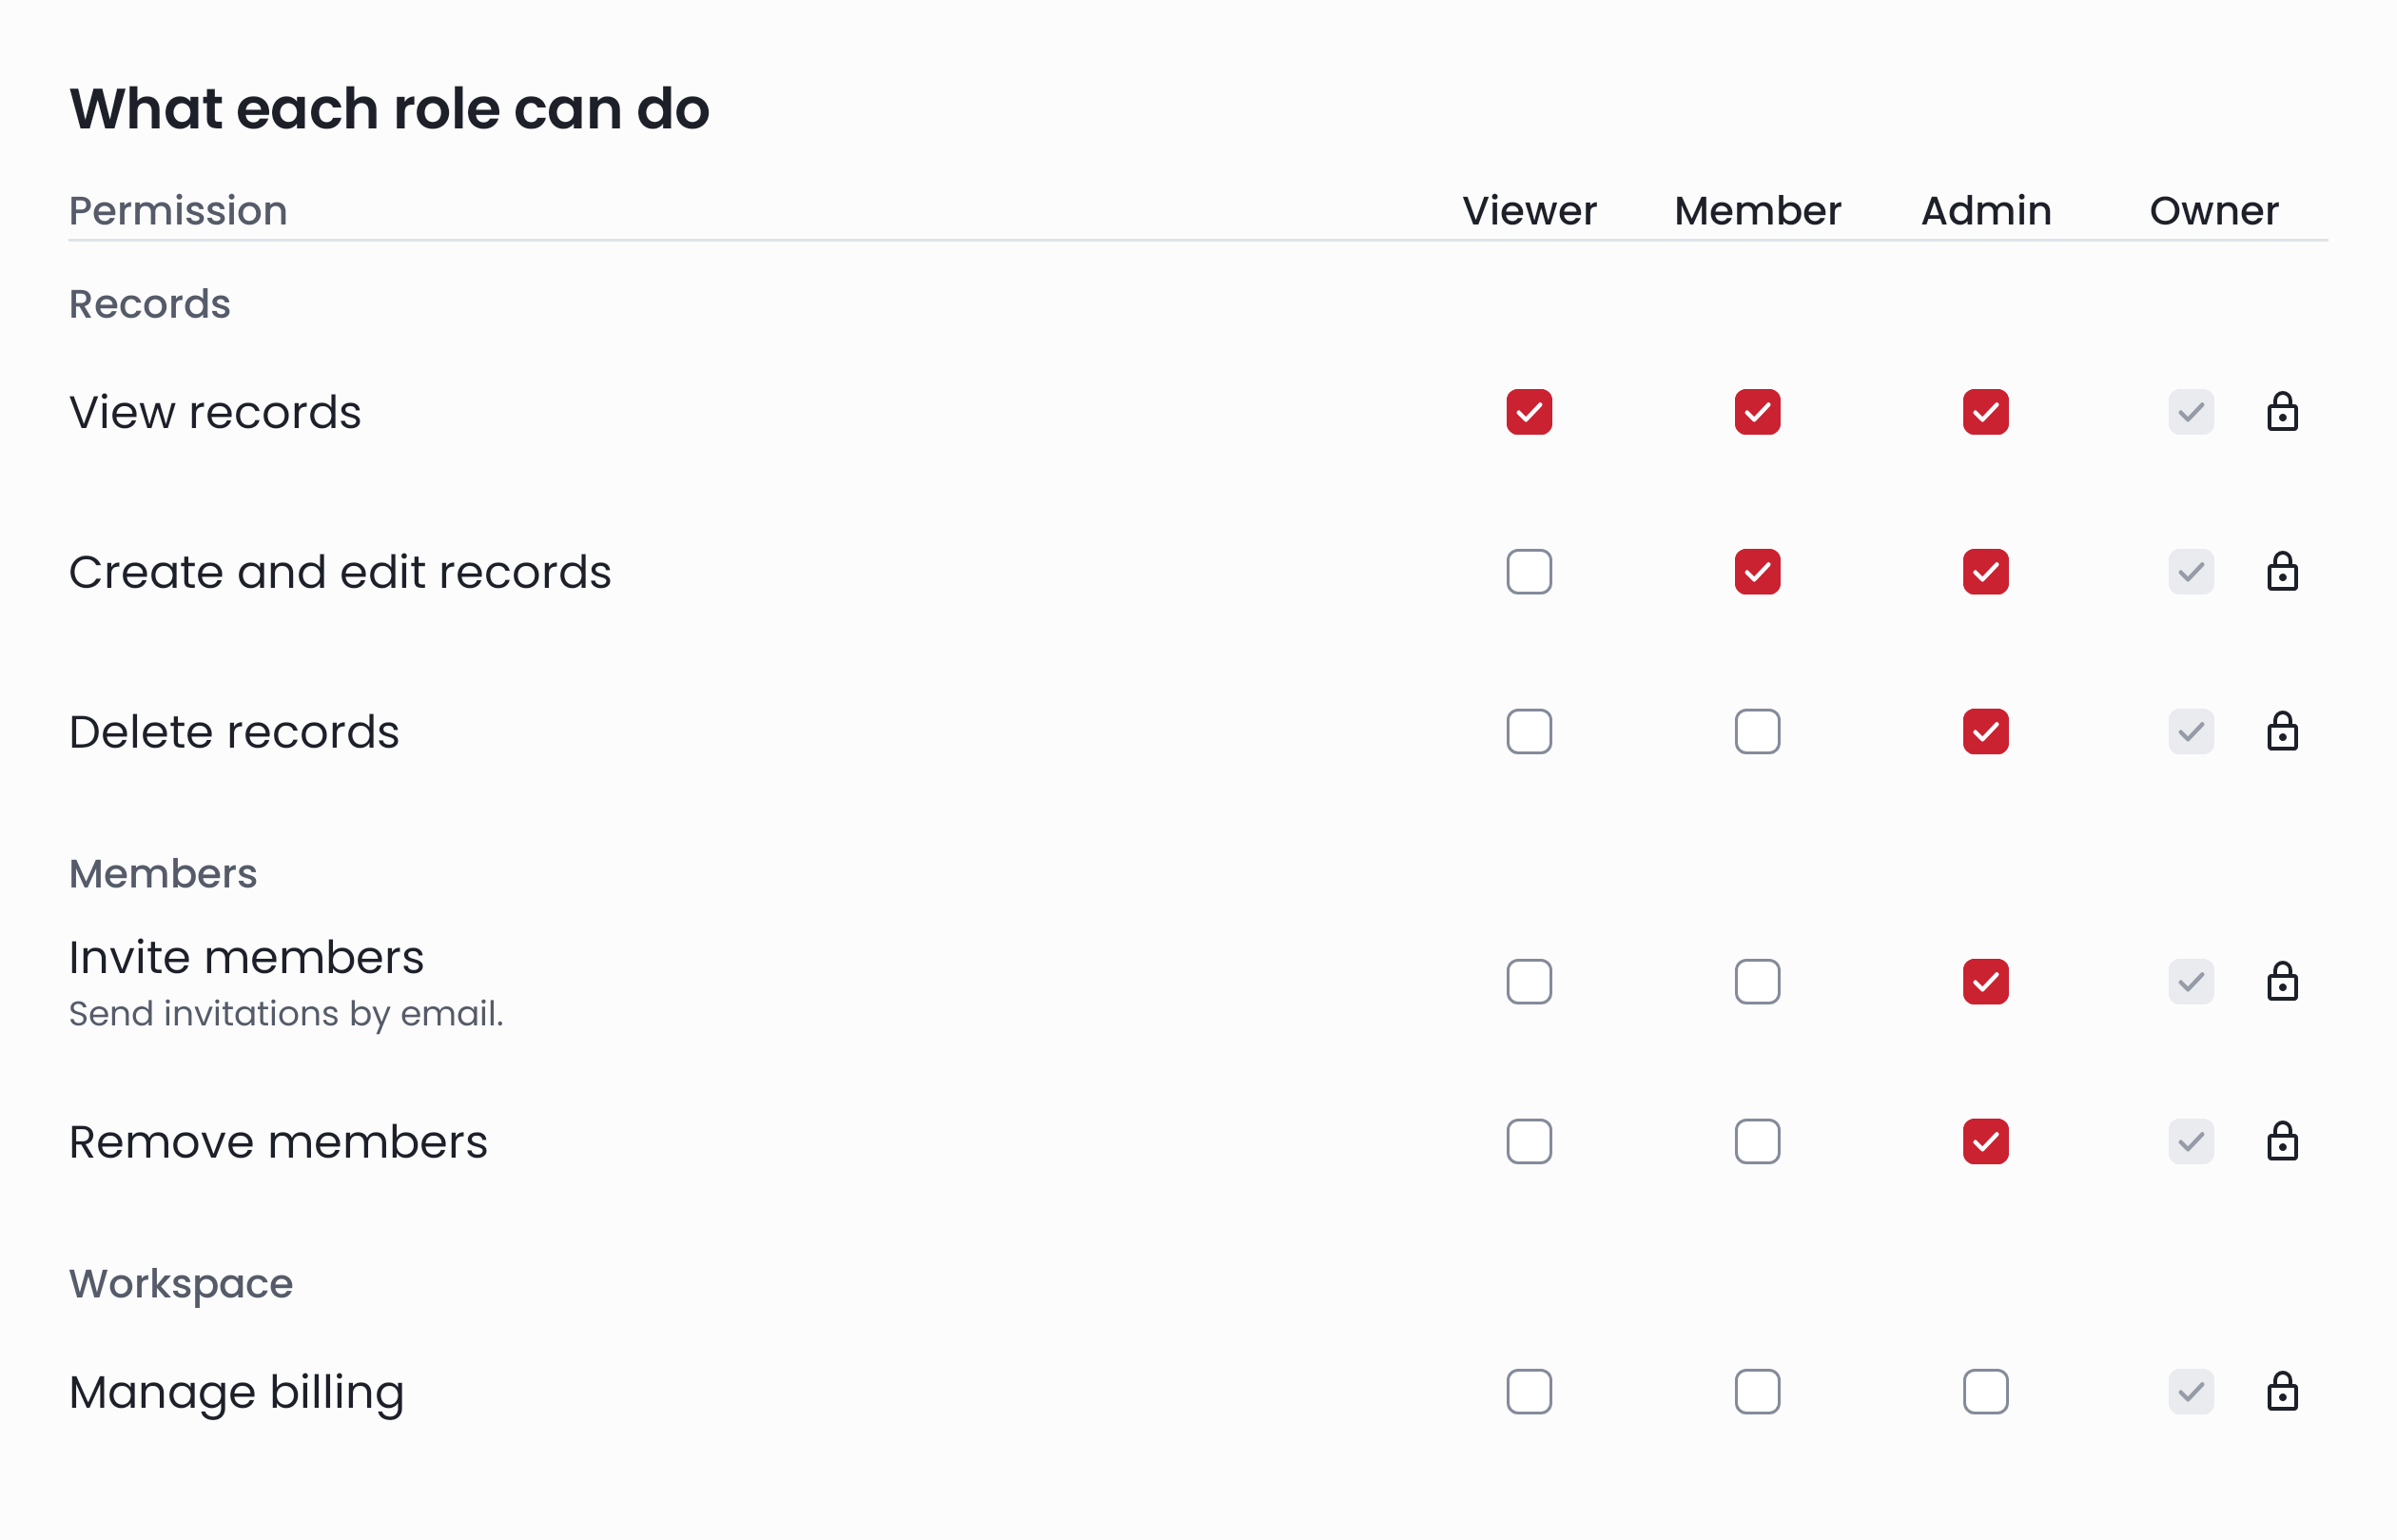 What each role can do
Permission Viewer Member Admin Owner
Records
View records
Create and edit records
Delete records
Members
Invite members
Send invitations by email.
Remove members
Workspace
Manage billing